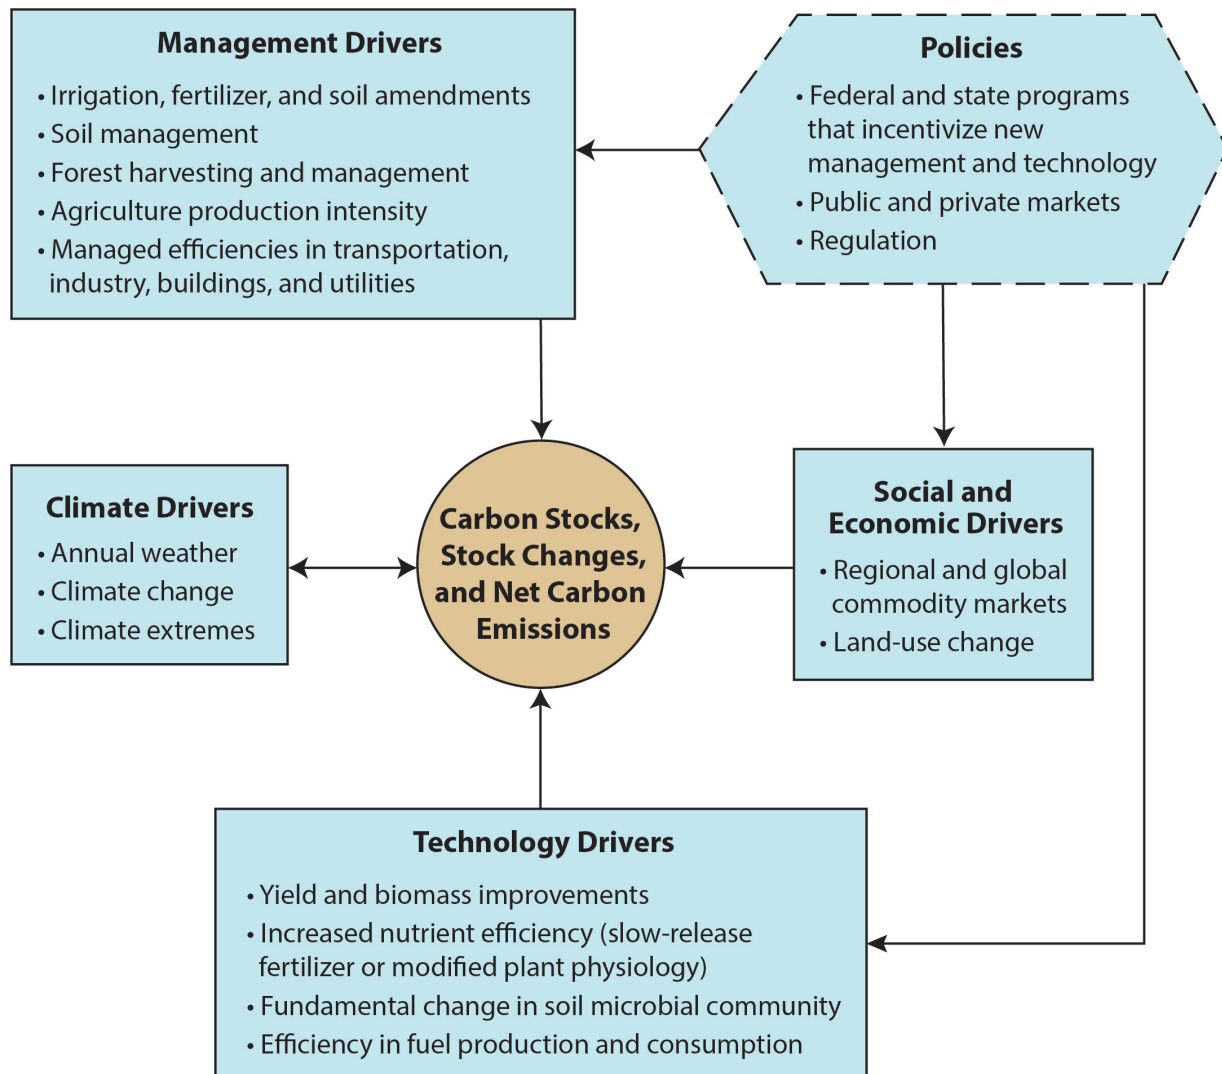 Management Drivers
• Irrigation, fertilizer, and soil amendments
• Soil management
• Forest harvesting and management
• Agriculture production intensity
• Managed efficiencies in transportation,
industry, buildings, and utilities
Policies
• Federal and state programs
that incentivize new
management and technology
• Public and private markets
• Regulation
Climate Drivers
• Annual weather
• Climate change
• Climate extremes
Carbon Stocks,
Stock Changes,
and Net Carbon
Emissions
Social and
Economic Drivers
• Regional and global
commodity markets
• Land-use change
Technology Drivers
• Yield and biomass improvements
• Increased nutrient efficiency (slow-release
fertilizer or modified plant physiology)
• Fundamental change in soil microbial community
• Efficiency in fuel production and consumption